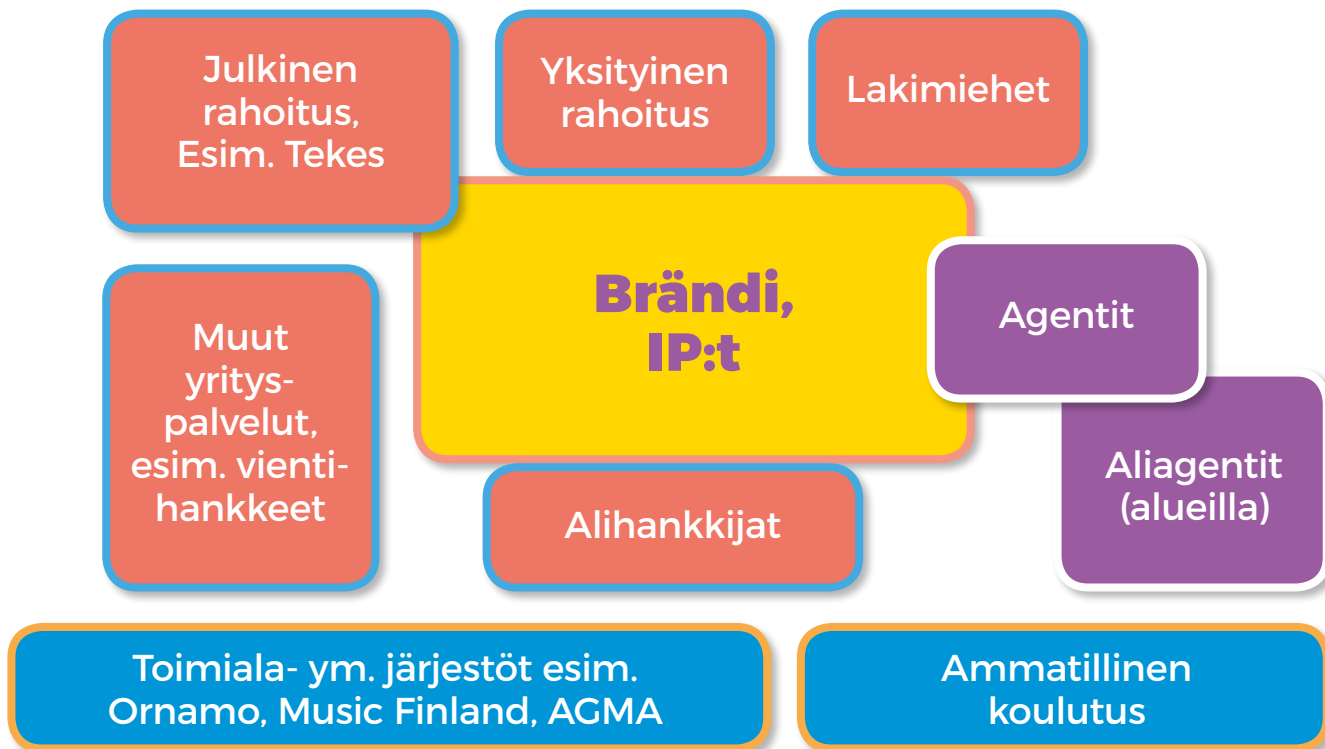 Julkinen
rahoitus,
Esim. Tekes
Yksityinen
rahoitus
Lakimiehet
Brändi,
IP:t
Agentit
Muut
yritys-
palvelut,
esim. vienti-
hankkeet
Aliagentit
(alueilla)
Alihankkijat
Toimiala- ym. järjestöt esim.
Ornamo, Music Finland, AGMA
Ammatillinen
koulutus